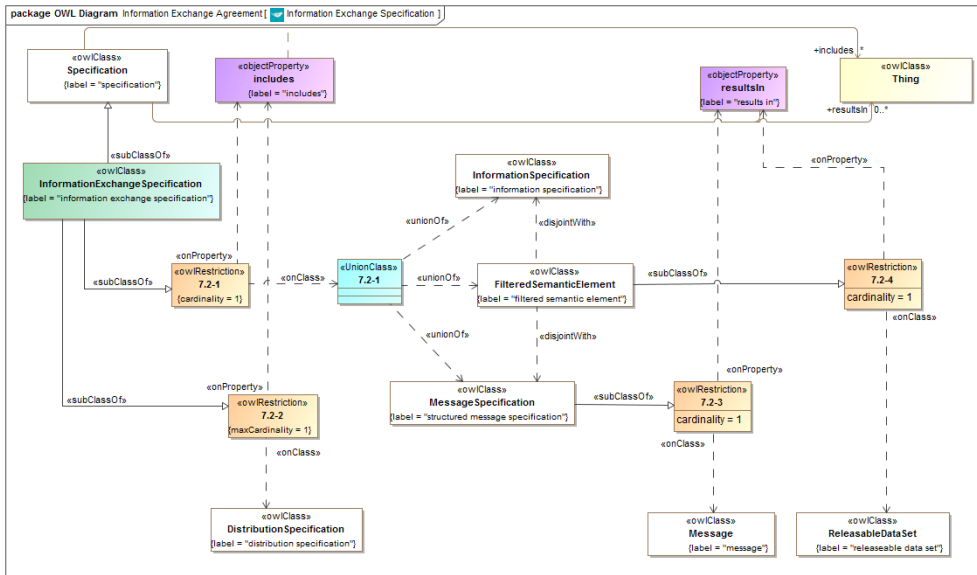 package OWL Diagram Information Exchange Agreement [ Information Exchange Specification ]
«owlClass»
Specification
{label = "specification"}
«objectProperty»
includes
{label = "includes"}
«objectProperty»
resultsIn
{label = "results in"}
+includes *
«owlClass»
Thing
+resultsIn 0..*
«subClassOf»
«owlClass»
InformationExchangeSpecification
{label = "information exchange specification"}
«owlClass»
InformationSpecification
{label = "information specification"}
«onProperty»
«unionOf»
«disjointWith»
«onProperty»
«subClassOf»
«owlRestriction»
7.2-1
{cardinality = 1}
«onClass»
«UnionClass»
7.2-1
«unionOf»
«owlClass»
FilteredSemanticElement
{label = "filtered semantic element"}
«subClassOf»
«owlRestriction»
7.2-4
cardinality = 1
«onClass»
«unionOf»
«disjointWith»
«onProperty»
«onProperty»
«subClassOf»
«owlRestriction»
7.2-2
{maxCardinality = 1}
«owlClass»
MessageSpecification
{label = "structured message specification"}
«subClassOf»
«owlRestriction»
7.2-3
cardinality = 1
«onClass»
«onClass»
«owlClass»
DistributionSpecification
{label = "distribution specification"}
«owlClass»
Message
{label = "message"}
«owlClass»
ReleasableDataSet
{label = "releaseable data set"}